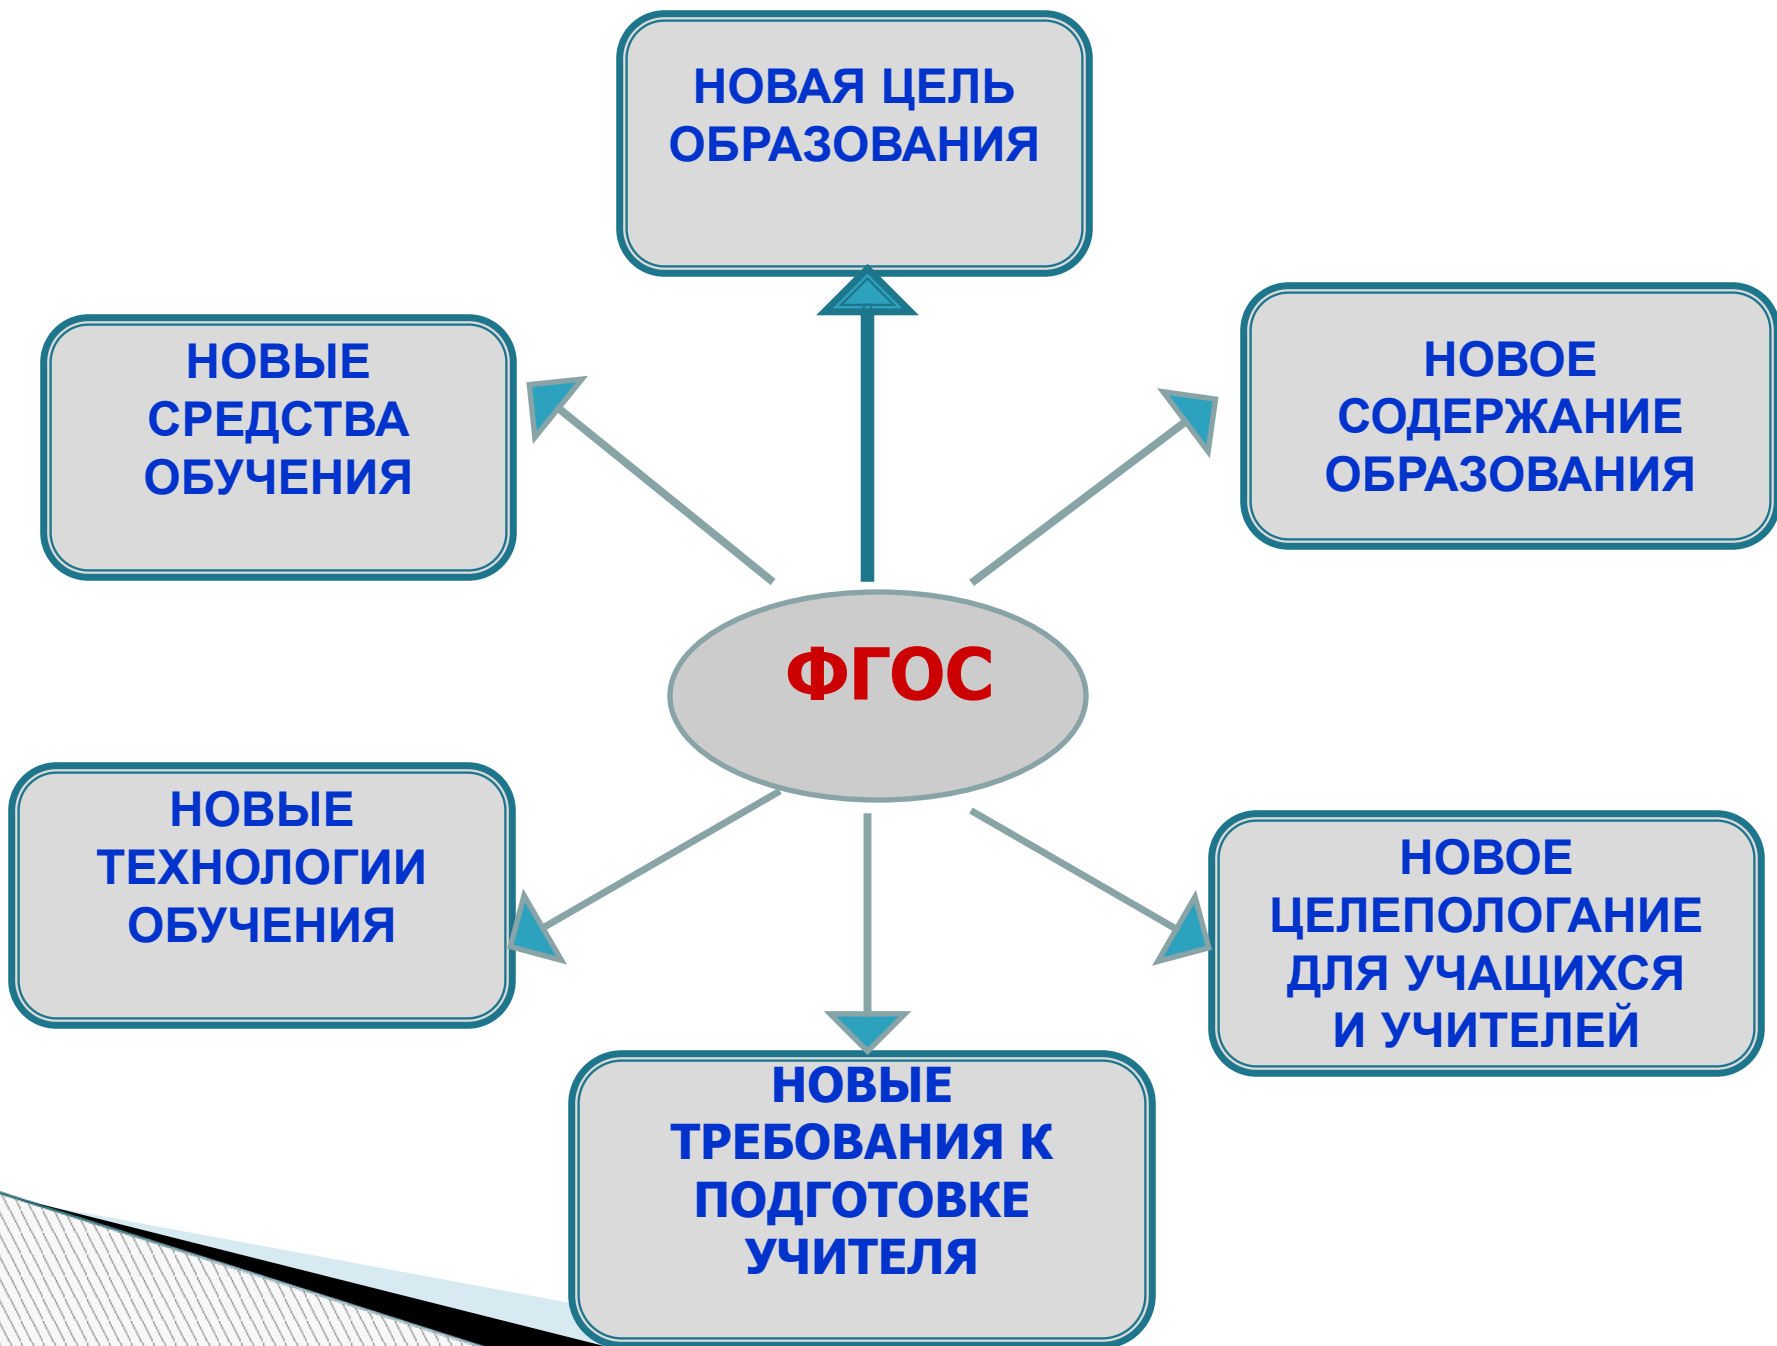 НОВАЯ ЦЕЛЬ
ОБРАЗОВАНИЯ
НОВЫЕ
СРЕДСТВА
ОБУЧЕНИЯ
НОВОЕ
СОДЕРЖАНИЕ
ОБРАЗОВАНИЯ
ФГОС
НОВЫЕ
ТЕХНОЛОГИИ
ОБУЧЕНИЯ
НОВОЕ
ЦЕЛЕПОЛОГАНИЕ
ДЛЯ УЧАЩИХСЯ
И УЧИТЕЛЕЙ
НОВЫЕ
ТРЕБОВАНИЯ К
ПОДГОТОВКЕ
УЧИТЕЛЯ